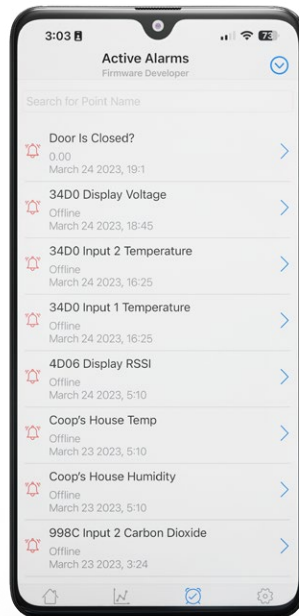 3:03
73
Active Alarms
Firmware Developer
Search for Point Name
Door Is Closed?
0.00
March 24 2023, 19:1
34D0 Display Voltage
Offline
March 24 2023, 18:45
34D0 Input 2 Temperature
Offline
March 24 2023, 16:25
34D0 Input 1 Temperature
Offline
March 24 2023, 16:25
4D06 Display RSSI
Offline
March 24 2023, 5:10
Coop's House Temp
Offline
March 23 2023, 5:10
Coop's House Humidity
Offline
March 23 2023, 5:10
998C Input 2 Carbon Dioxide
Offline
March 23 2023, 3:24